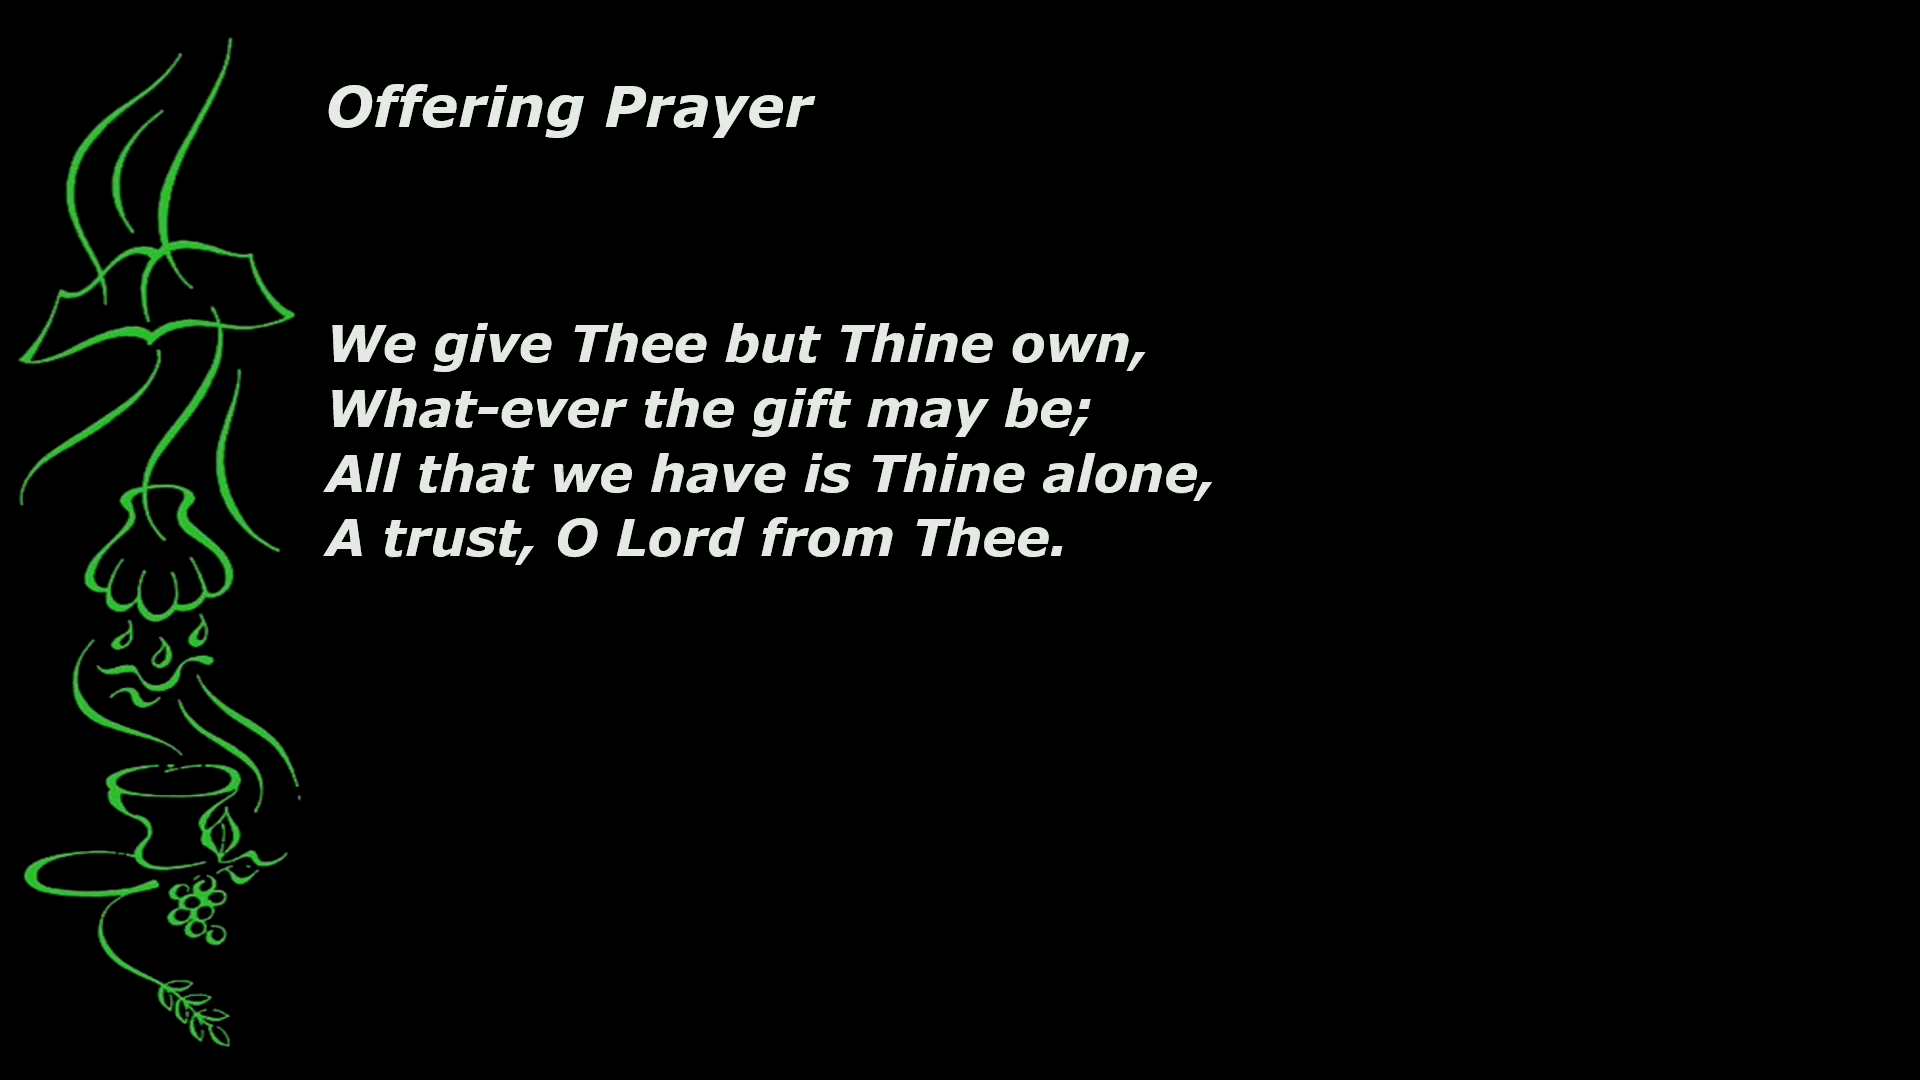 Offering Prayer
We give Thee but Thine own,
What-ever the gift may be;
All that we have is Thine alone,
A trust, O Lord from Thee.